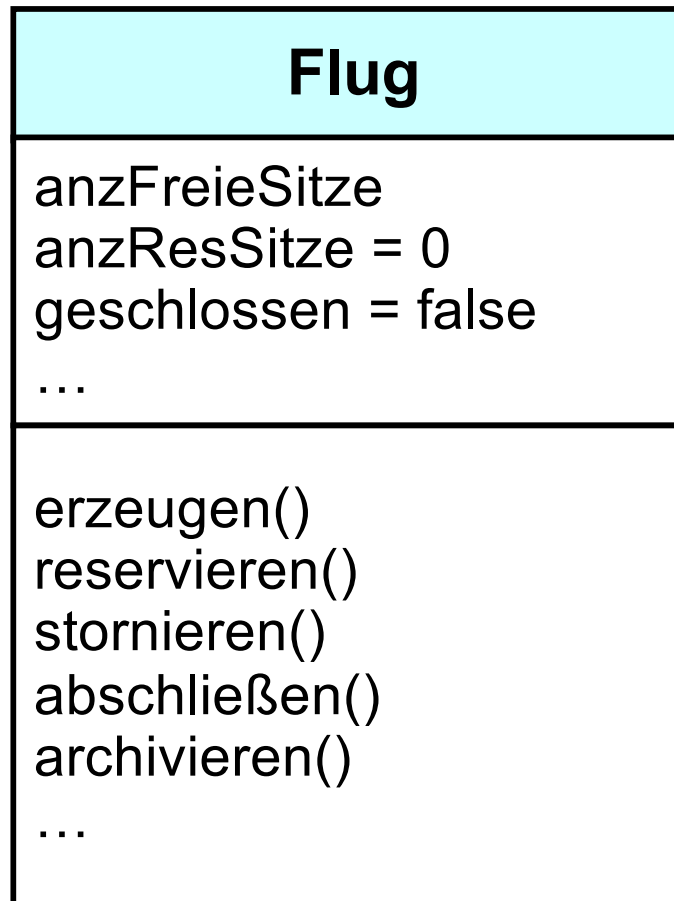 Flug
anzFreieSitze
anzResSitze = 0
geschlossen = false
…
erzeugen()
reservieren()
stornieren()
abschließen()
archivieren()
…